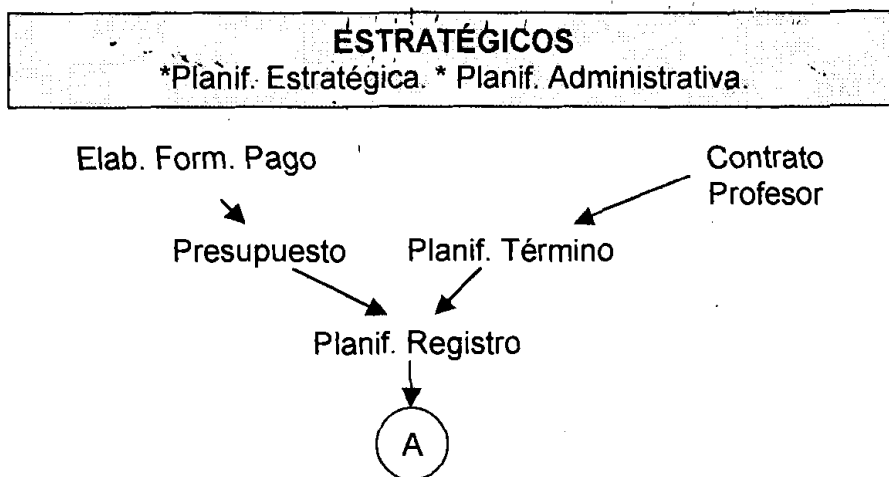 ESTRATÉGICOS
*Planif. Estratégica. * Planif. Administrativa.
Elab. Form. Pago
Contrato
Profesor
Presupuesto
Planif. Término
Planif. Registro
A